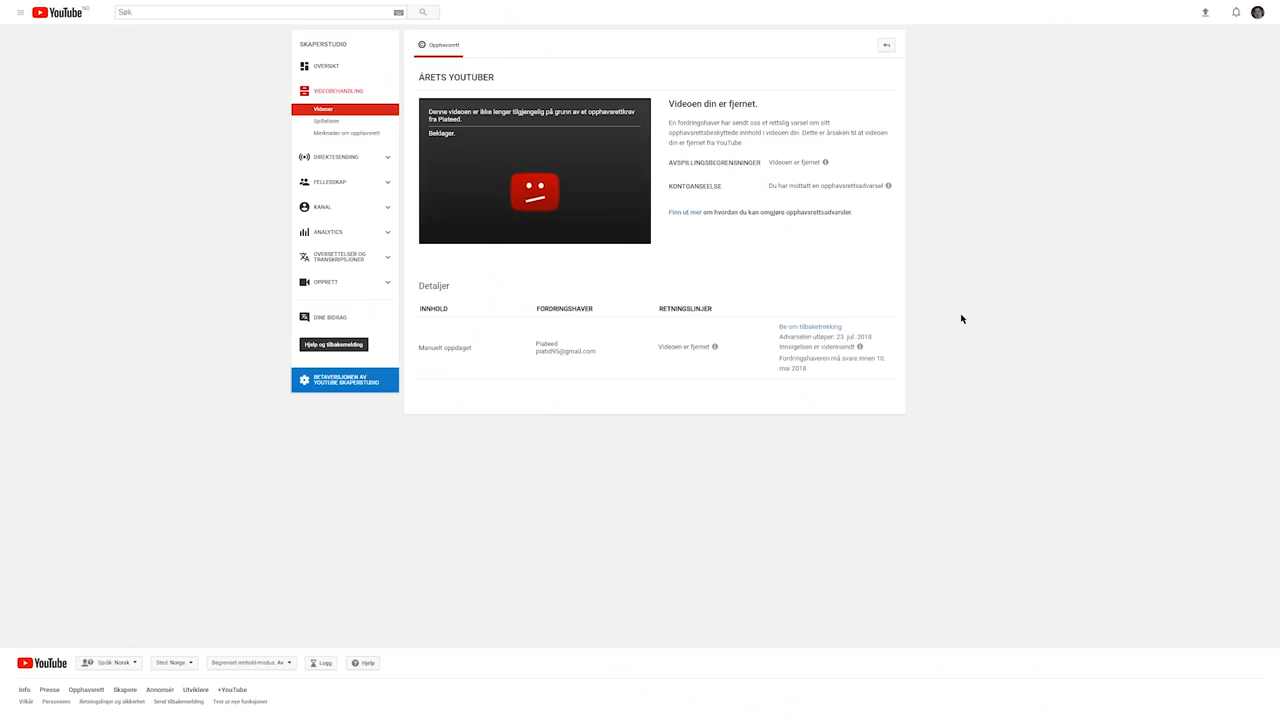 YouTube NO
Søk
SKAPERSTUDIO
OVERSIKT
VIDEOBEHANDLING
Videoer
Spillelister
Merknader om opphavsrett
DIREKTESENDING
FELLESSKAP
KANAL
ANALYTICS
OVERSETTELSER OG
TRANSKRIPSJONER
OPPRETT
DINE BIDRAG
Hjelp og tilbakemelding
BETAVERSJONEN AV
YOUTUBE SKAPERSTUDIO
Opphavsrett
ÅRETS YOUTUBER
Denne videoen er ikke lenger tilgjengelig på grunn av et opphavsrettkrav
fra Piateed.
Beklager.
Videoen din er fjernet.
En fordringshaver har sendt oss et rettslig varsel om sitt
opphavsrettsbeskyttede innhold i videoen din. Dette er årsaken til at videoen
din er fjernet fra YouTube.
AVSPILLINGSBEGRENSNINGER Videoen er fjernet
KONTOANSEELSE Du har mottatt en opphavsrettsadvarsel
Finn ut mer om hvordan du kan omgjøre opphavsrettsadvarsler.
Detaljer
INNHOLD FORDRINGSHAVER RETNINGSLINJER
Manuelt oppdaget
Piateed
piatid95@gmail.com
Videoen er fjernet
Be om tilbaketrekking
Advarselen utløper: 23. jul. 2018
Innsigelsen er videresendt
Fordringshaveren må svare innen 10.
mai 2018
YouTube Språk: Norsk Sted: Norge Begrenset innhold-modus: Av Logg Hjelp
Info Presse Opphavsrett Skapere Annonsér Utviklere +YouTube
Vilkår Personvern Retningslinjer og sikkerhet Send tilbakemelding Test ut nye funksjoner